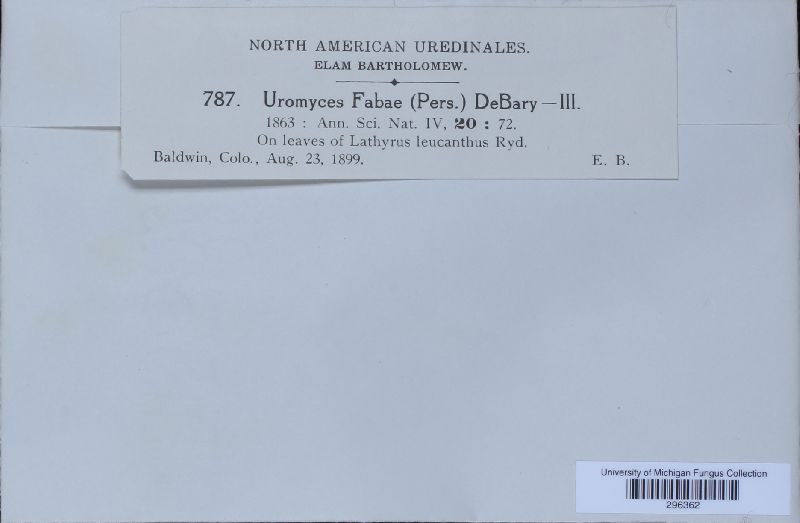 NORTH AMERICAN UREDINALES.
ELAM BARTHOLOMEW.
787. Uromyces Fabae (Pers.) DeBary—III.
1863 : Ann. Sci. Nat. IV, 20 : 72.
On leaves of Lathyrus leucanthus Ryd.
Baldwin, Colo., Aug. 23, 1899. E. B.
University of Michigan Fungus Collection
296362